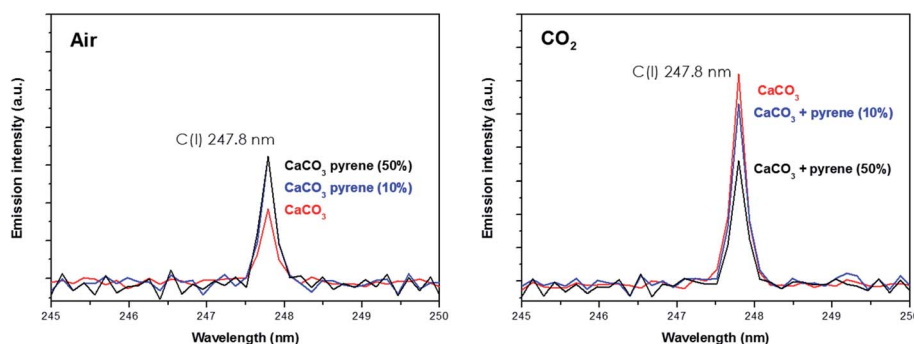 Air
C(I) 247.8 nm
CaCO₃ pyrene (50%)
CaCO₃ pyrene (10%)
CaCO₃
Emission intensity (a.u.)
245 246 247 248 249 250
Wavelength (nm)
CO₂
C(I) 247.8 nm
CaCO₃
CaCO₃ + pyrene (10%)
CaCO₃ + pyrene (50%)
Emission intensity (a.u.)
245 246 247 248 249 250
Wavelength (nm)